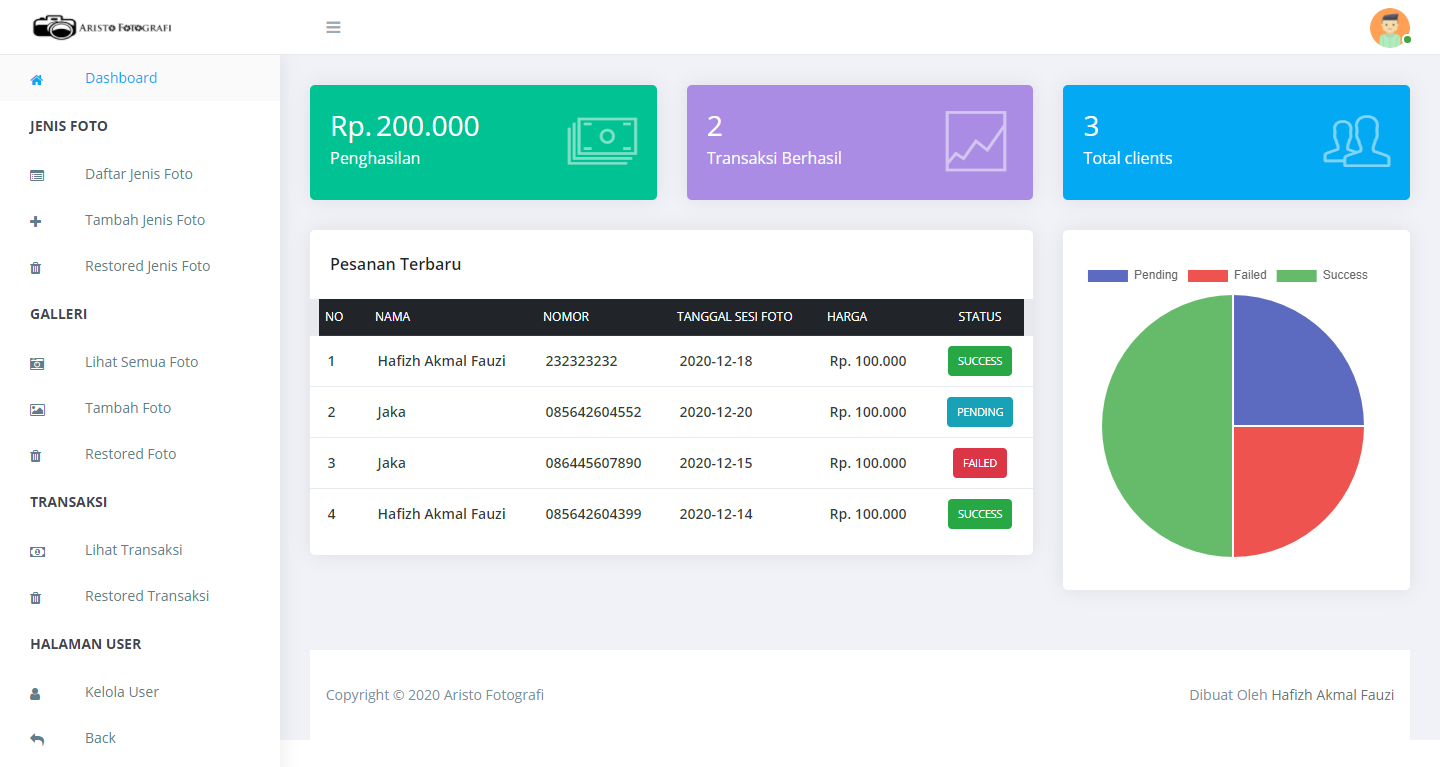 ARISTO FOTOGRAFI
Dashboard
JENIS FOTO
Daftar Jenis Foto
Tambah Jenis Foto
Restored Jenis Foto
GALLERI
Lihat Semua Foto
Tambah Foto
Restored Foto
TRANSAKSI
Lihat Transaksi
Restored Transaksi
HALAMAN USER
Kelola User
Back
Rp. 200.000
Penghasilan
2
Transaksi Berhasil
3
Total clients
Pesanan Terbaru
NO NAMA NOMOR TANGGAL SESI FOTO HARGA STATUS
1 Hafizh Akmal Fauzi 232323232 2020-12-18 Rp. 100.000 SUCCESS
2 Jaka 085642604552 2020-12-20 Rp. 100.000 PENDING
3 Jaka 086445607890 2020-12-15 Rp. 100.000 FAILED
4 Hafizh Akmal Fauzi 085642604399 2020-12-14 Rp. 100.000 SUCCESS
Pending Failed Success
Copyright © 2020 Aristo Fotografi
Dibuat Oleh Hafizh Akmal Fauzi